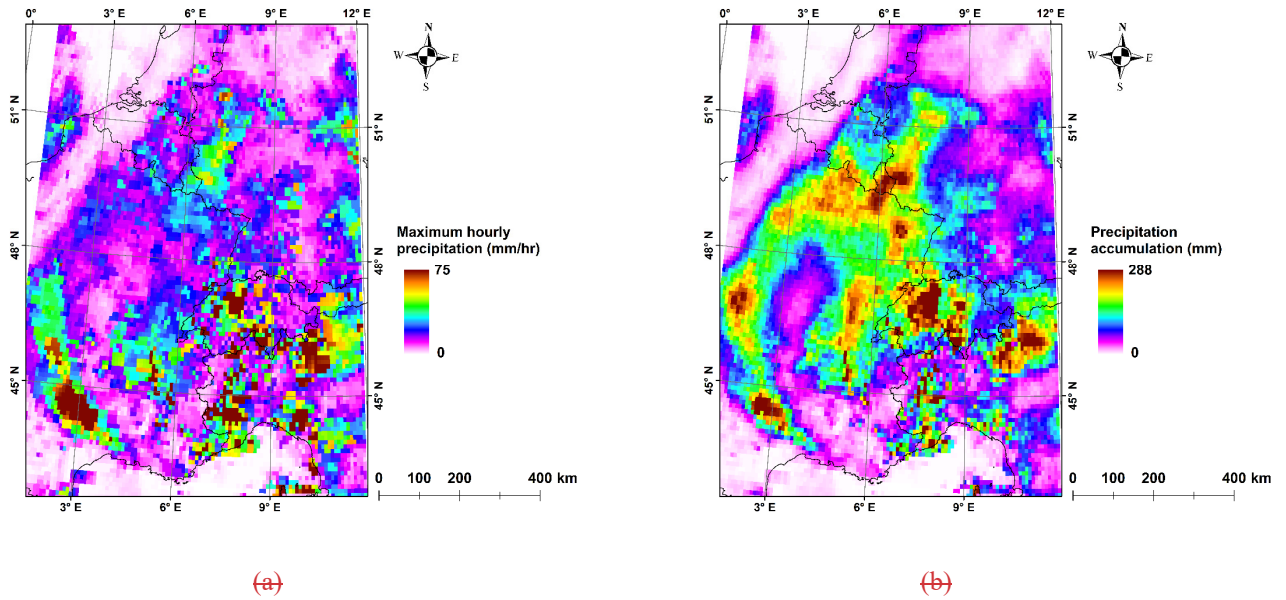 0° 3° E 6° E 9° E 12° E
N
W E
S
51° N
51° N
48° N
48° N
45° N
45° N
Maximum hourly
precipitation (mm/hr)
75
0
3° E 6° E 9° E
0 100 200 400 km
(a)
0° 3° E 6° E 9° E 12° E
N
W E
S
51° N
51° N
48° N
48° N
45° N
45° N
Precipitation
accumulation (mm)
288
0
3° E 6° E 9° E
0 100 200 400 km
(b)